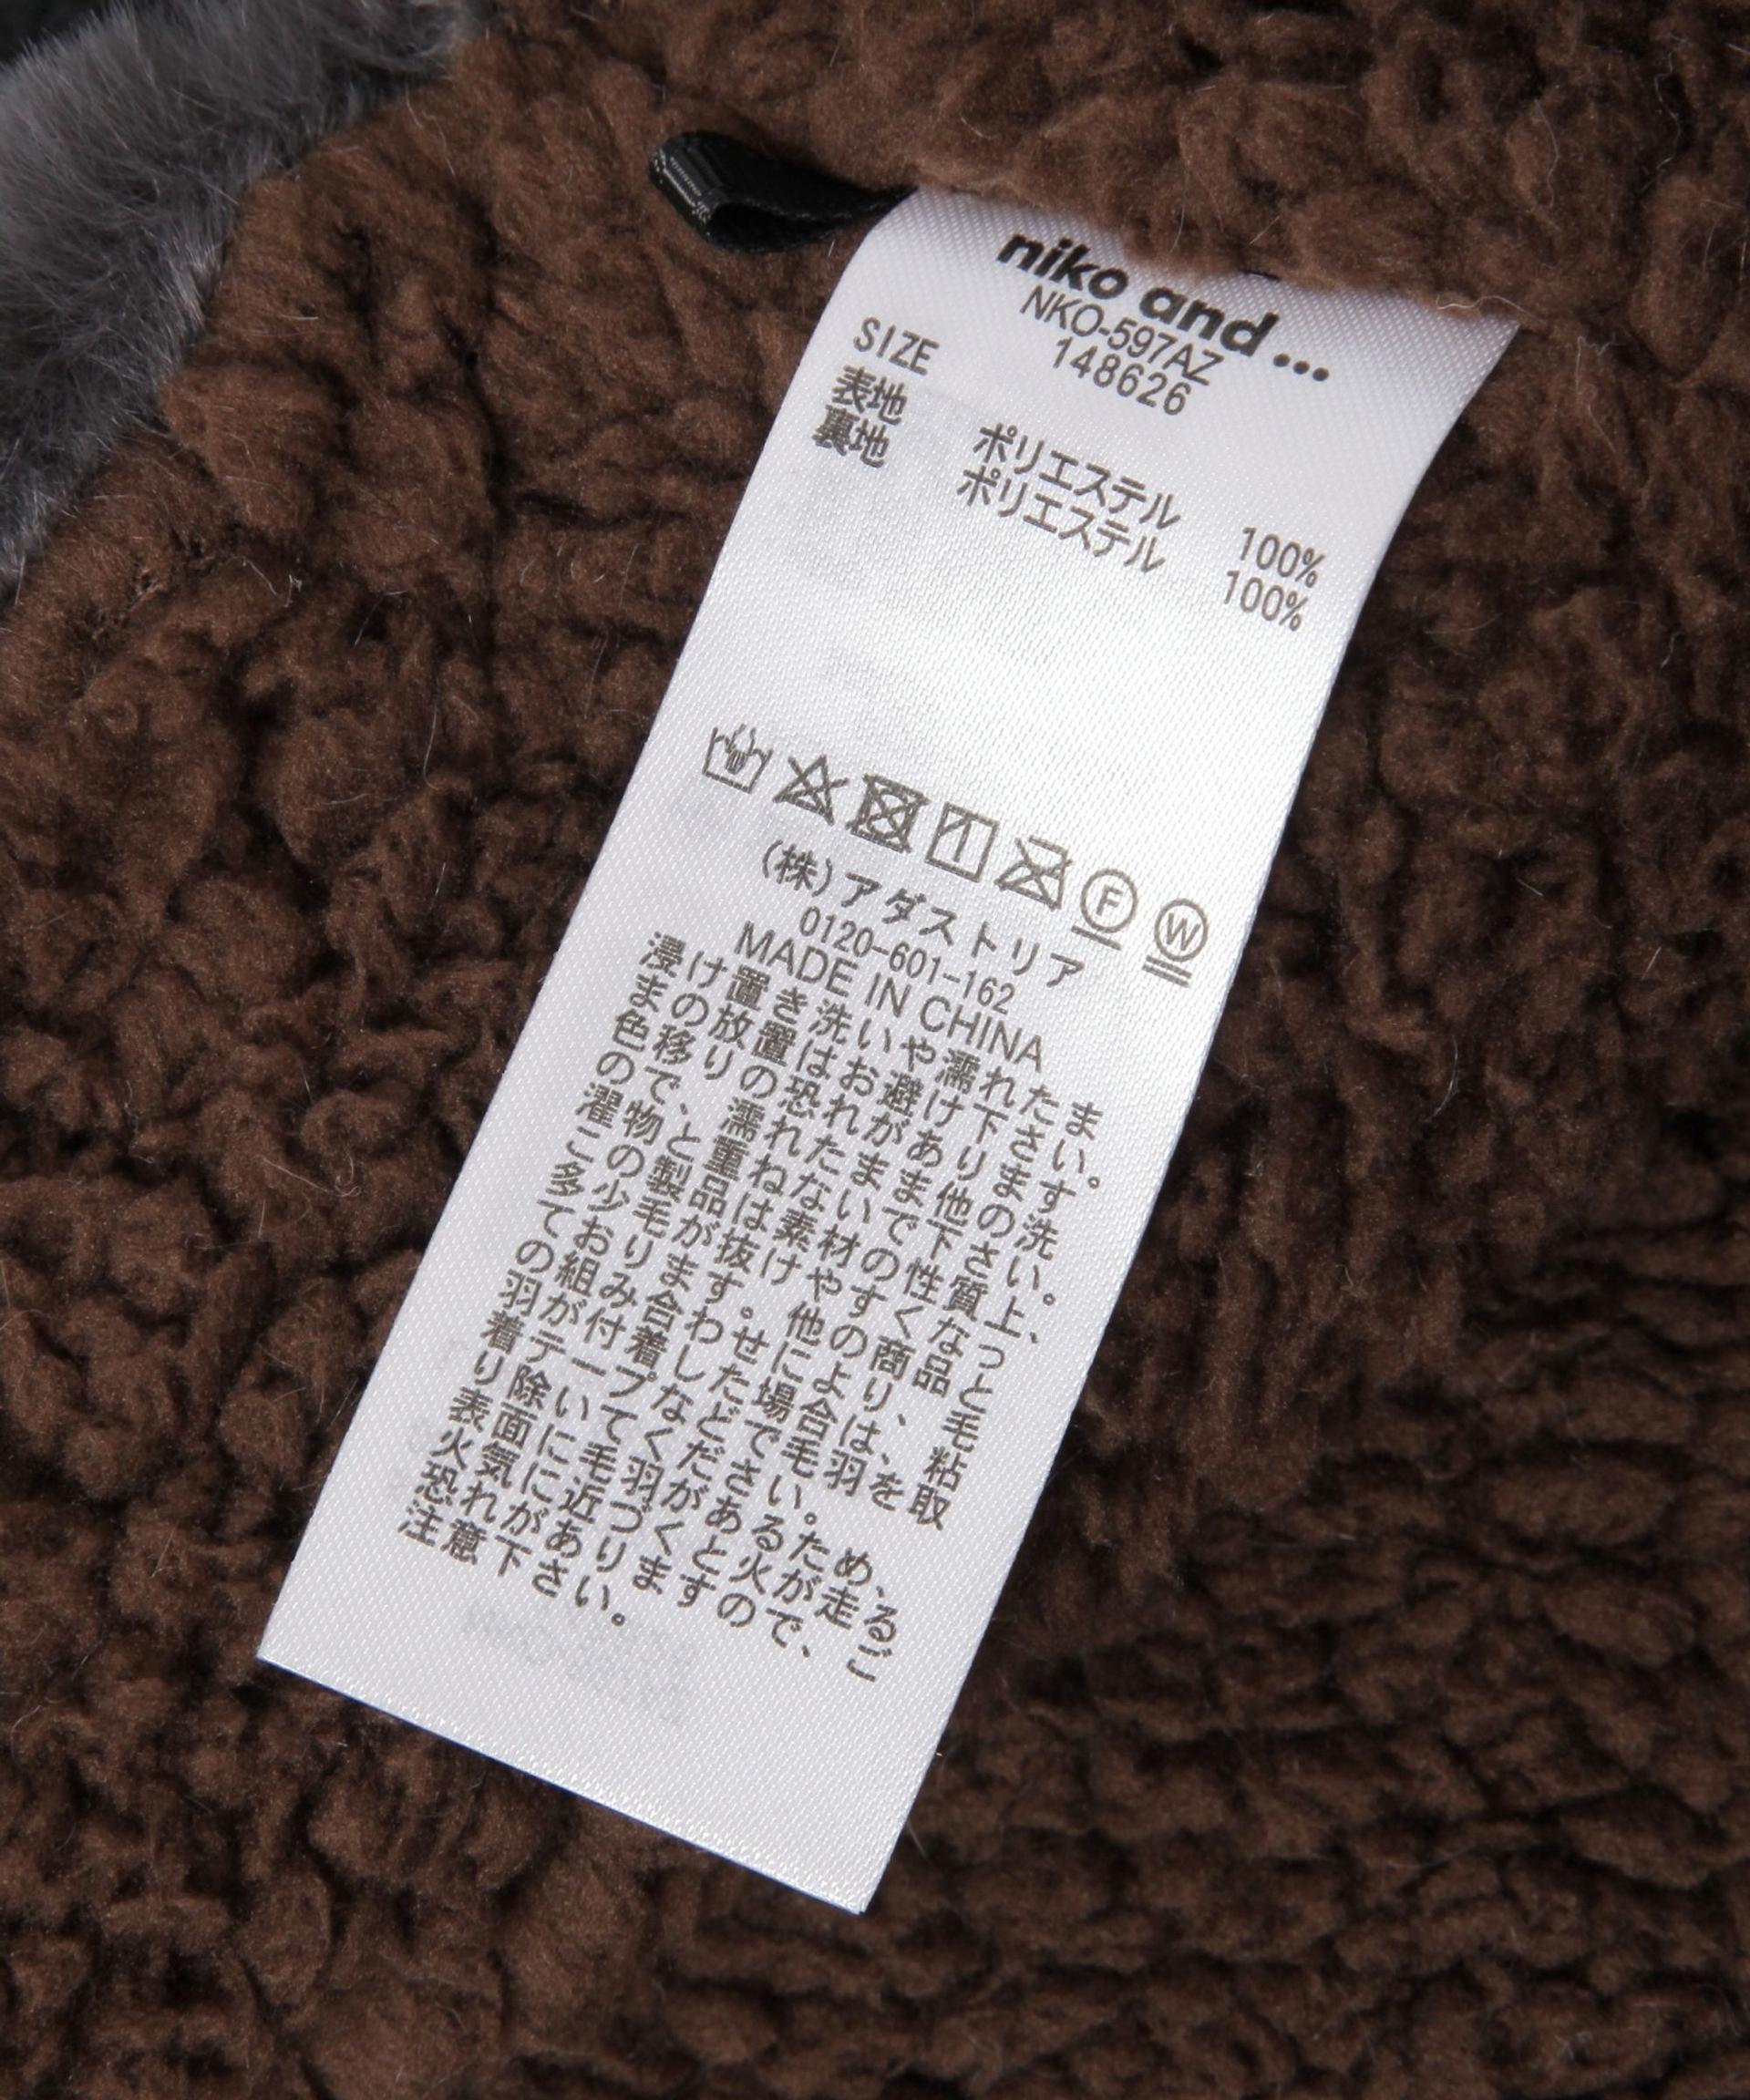 niko and ...
NKO-597AZ
148626
SIZE
表地 ポリエステル 100%
裏地 ポリエステル 100%
F W
(株)アダストリア
0120-601-162
MADE IN CHINA
浸け置き洗いや濡れたまま
まの放置はお避け下さい。
色移りの恐れがありますの
ので、濡れたまま他の洗
濯物と重ねないで下さい。
この製品は素材の性質上、
多少毛が抜けやすくなっ
ております。他の商品と
の組み合わせにより、毛
羽が付着した場合は、粘
着テープなどで毛羽を取
り除いてください。
表面に毛羽があるため、
火気に近づくと火が走る
恐れがありますので、ご
注意下さい。